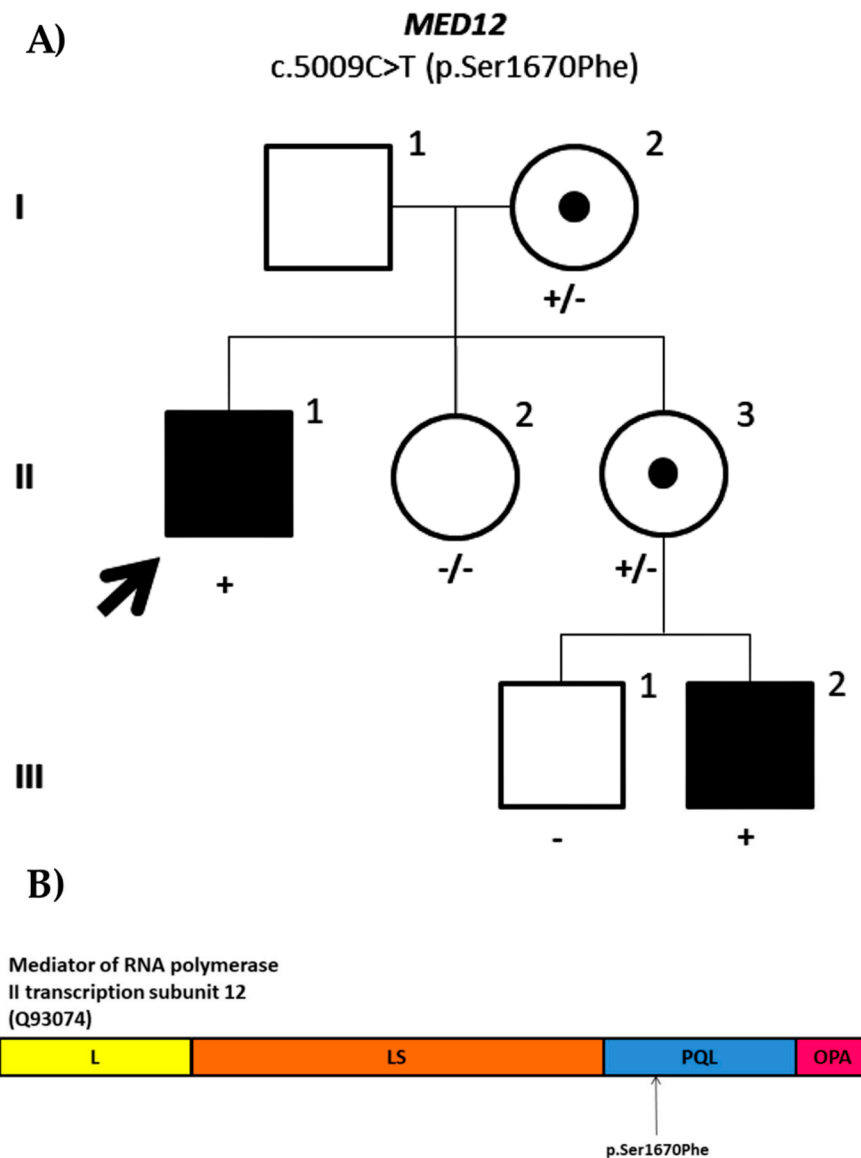 A)
MED12
c.5009C>T (p.Ser1670Phe)
1
2
I
+/-
1
2
3
II
+
-/-
+/-
1
2
III
-
+
B)
Mediator of RNA polymerase
II transcription subunit 12
(Q93074)
L LS PQL OPA
p.Ser1670Phe